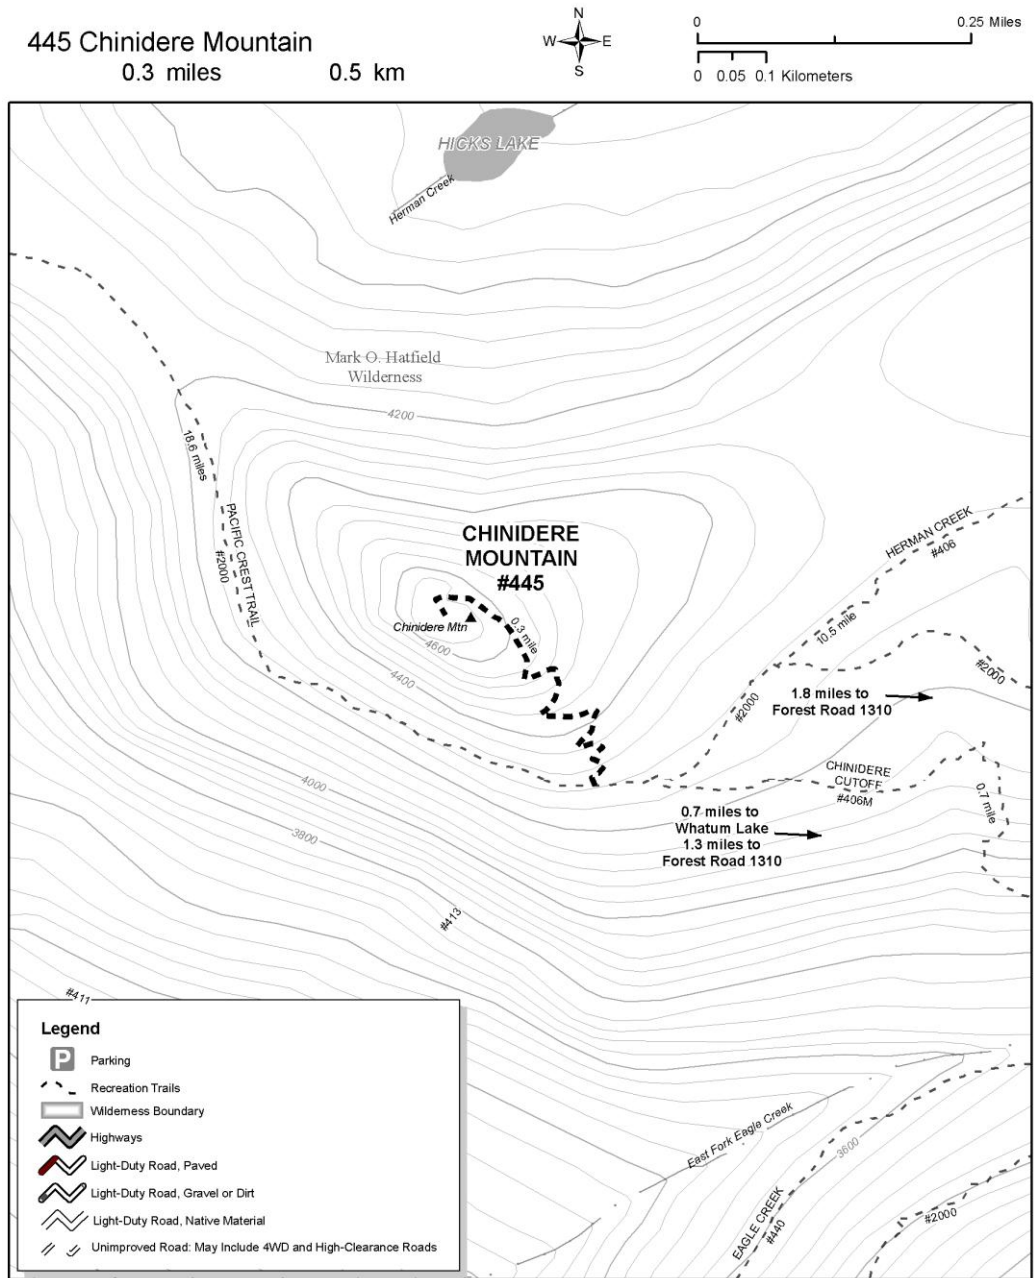 445 Chinidere Mountain
0.3 miles 0.5 km
N
W E
S
0 0.25 Miles
0 0.05 0.1 Kilometers
HICKS LAKE
Herman Creek
Mark O. Hatfield
Wilderness
4200
18.6 miles
PACIFIC CREST TRAIL
#2000
CHINIDERE
MOUNTAIN
#445
HERMAN CREEK
#406
Chinidere Mtn
0.3 mile
10.5 mile
4600
4400
#2000
#2000
1.8 miles to
Forest Road 1310
CHINIDERE
CUTOFF
#406M
0.7 mile
4000
3800
0.7 miles to
Whatum Lake
1.3 miles to
Forest Road 1310
#413
#411
Legend
P Parking
Recreation Trails
Wilderness Boundary
Highways
Light-Duty Road, Paved
Light-Duty Road, Gravel or Dirt
Light-Duty Road, Native Material
Unimproved Road: May Include 4WD and High-Clearance Roads
East Fork Eagle Creek
3600
EAGLE CREEK
#440
#2000